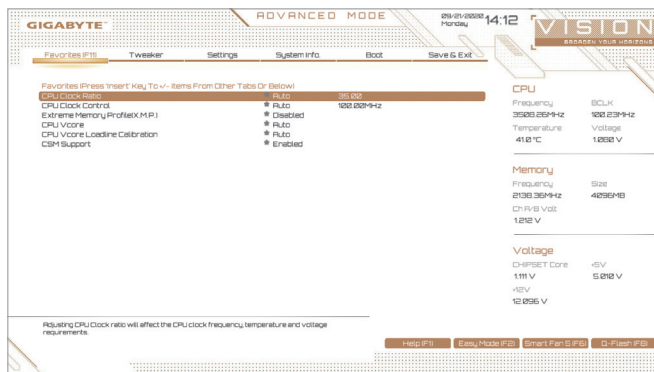 GIGABYTE™
ADVANCED MODE
09/21/2020
Monday
14:12
VISION
BROADEN YOUR HORIZONS
Favorites (F11)
Tweaker
Settings
System Info.
Boot
Save & Exit
Favorites (Press 'Insert' Key To +/- Items From Other Tabs Or Below)
CPU Clock Ratio Auto 35.00
CPU Clock Control Auto 100.00MHz
Extreme Memory Profile(X.M.P.) Disabled
CPU Vcore Auto
CPU Vcore Loadline Calibration Auto
CSM Support Enabled
CPU
Frequency BCLK
3508.26MHz 100.23MHz
Temperature Voltage
41.0 °C 1.080 V
Memory
Frequency Size
2138.36MHz 4096MB
Ch A/B Volt
1.212 V
Voltage
CHIPSET Core +5V
1.111 V 5.010 V
+12V
12.096 V
Adjusting CPU Clock ratio will affect the CPU clock frequency, temperature and voltage
requirements.
Help (F1)
Easy Mode (F2)
Smart Fan 5 (F6)
Q-Flash (F8)